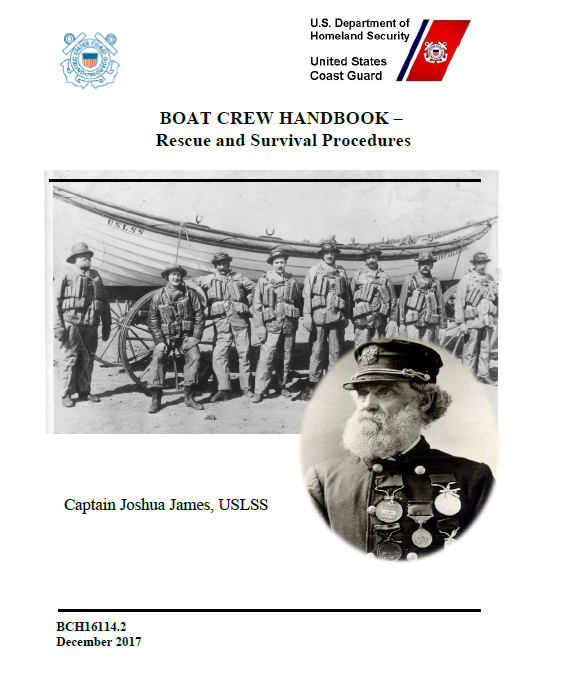 U.S. Department of
Homeland Security
United States
Coast Guard
BOAT CREW HANDBOOK –
Rescue and Survival Procedures
USLSS
Captain Joshua James, USLSS
BCH16114.2
December 2017